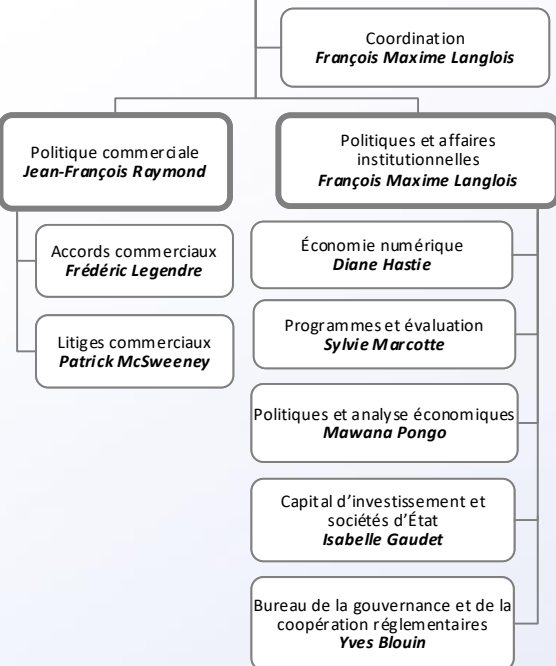 Coordination
François Maxime Langlois
Politique commerciale
Jean-François Raymond
Accords commerciaux
Frédéric Legendre
Litiges commerciaux
Patrick McSweeney
Politiques et affaires
institutionnelles
François Maxime Langlois
Économie numérique
Diane Hastie
Programmes et évaluation
Sylvie Marcotte
Politiques et analyse économiques
Mawana Pongo
Capital d’investissement et
sociétés d’État
Isabelle Gaudet
Bureau de la gouvernance et de la
coopération réglementaires
Yves Blouin